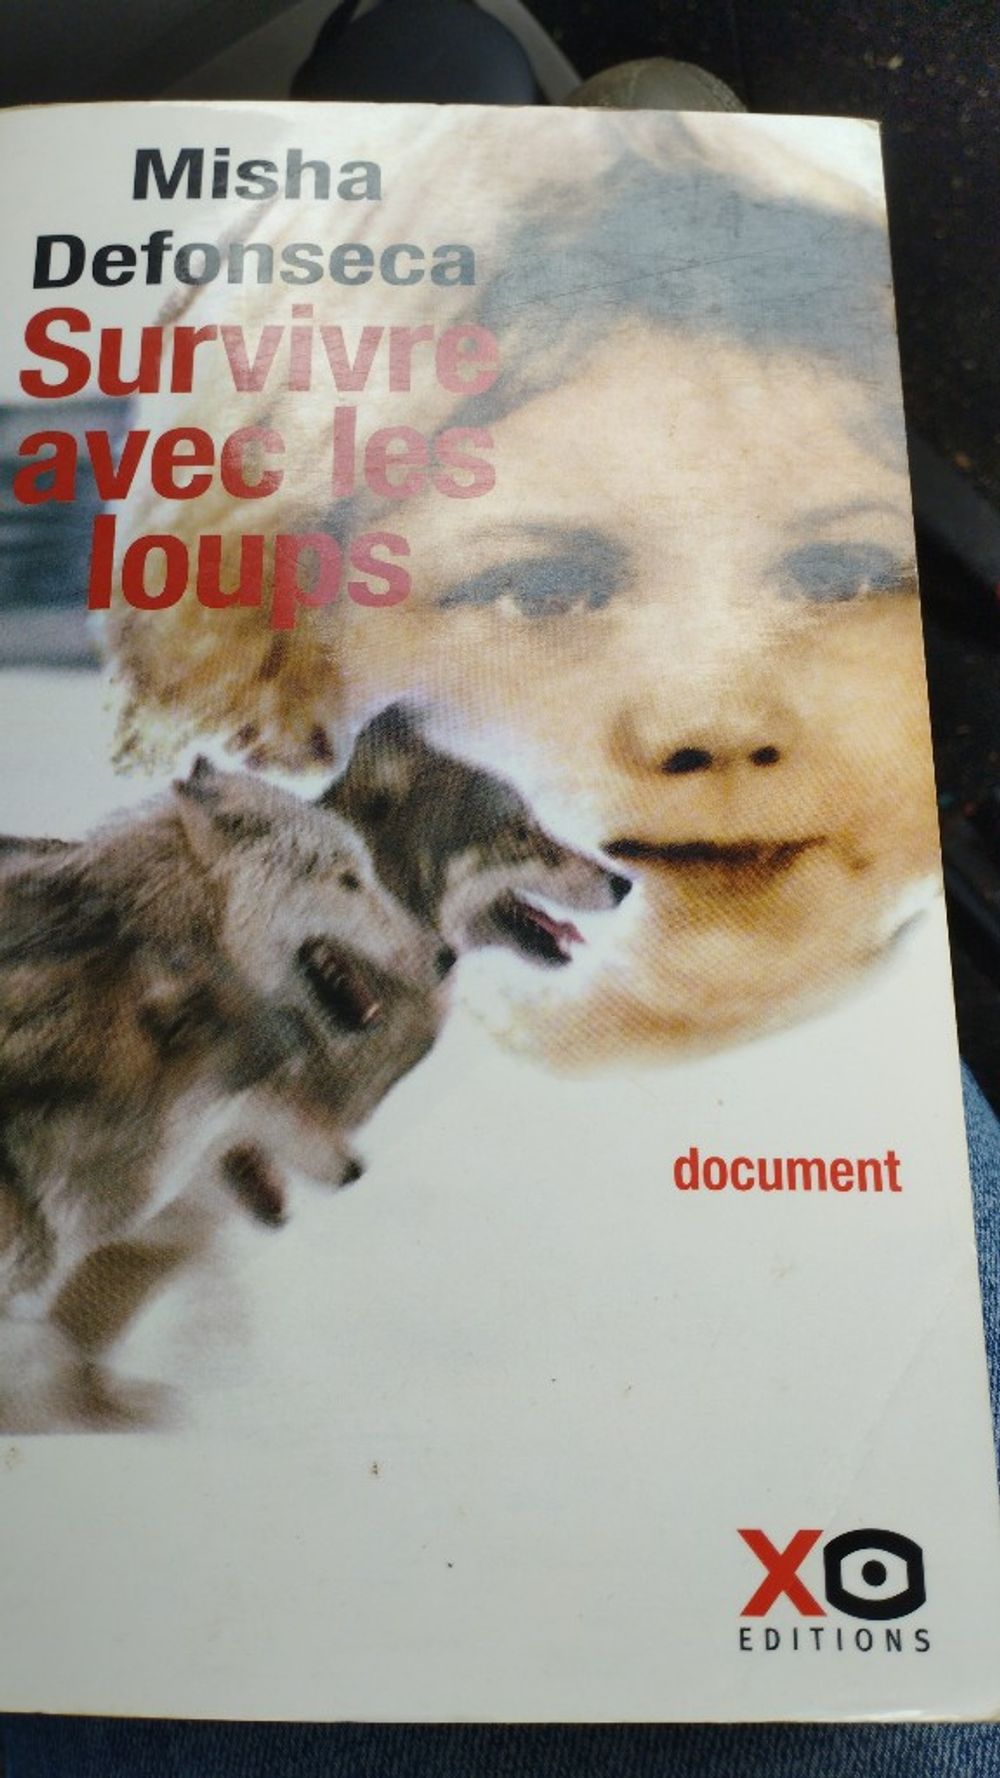 Misha
Defonseca
Survivre
avec les
loups
document
XO
EDITIONS